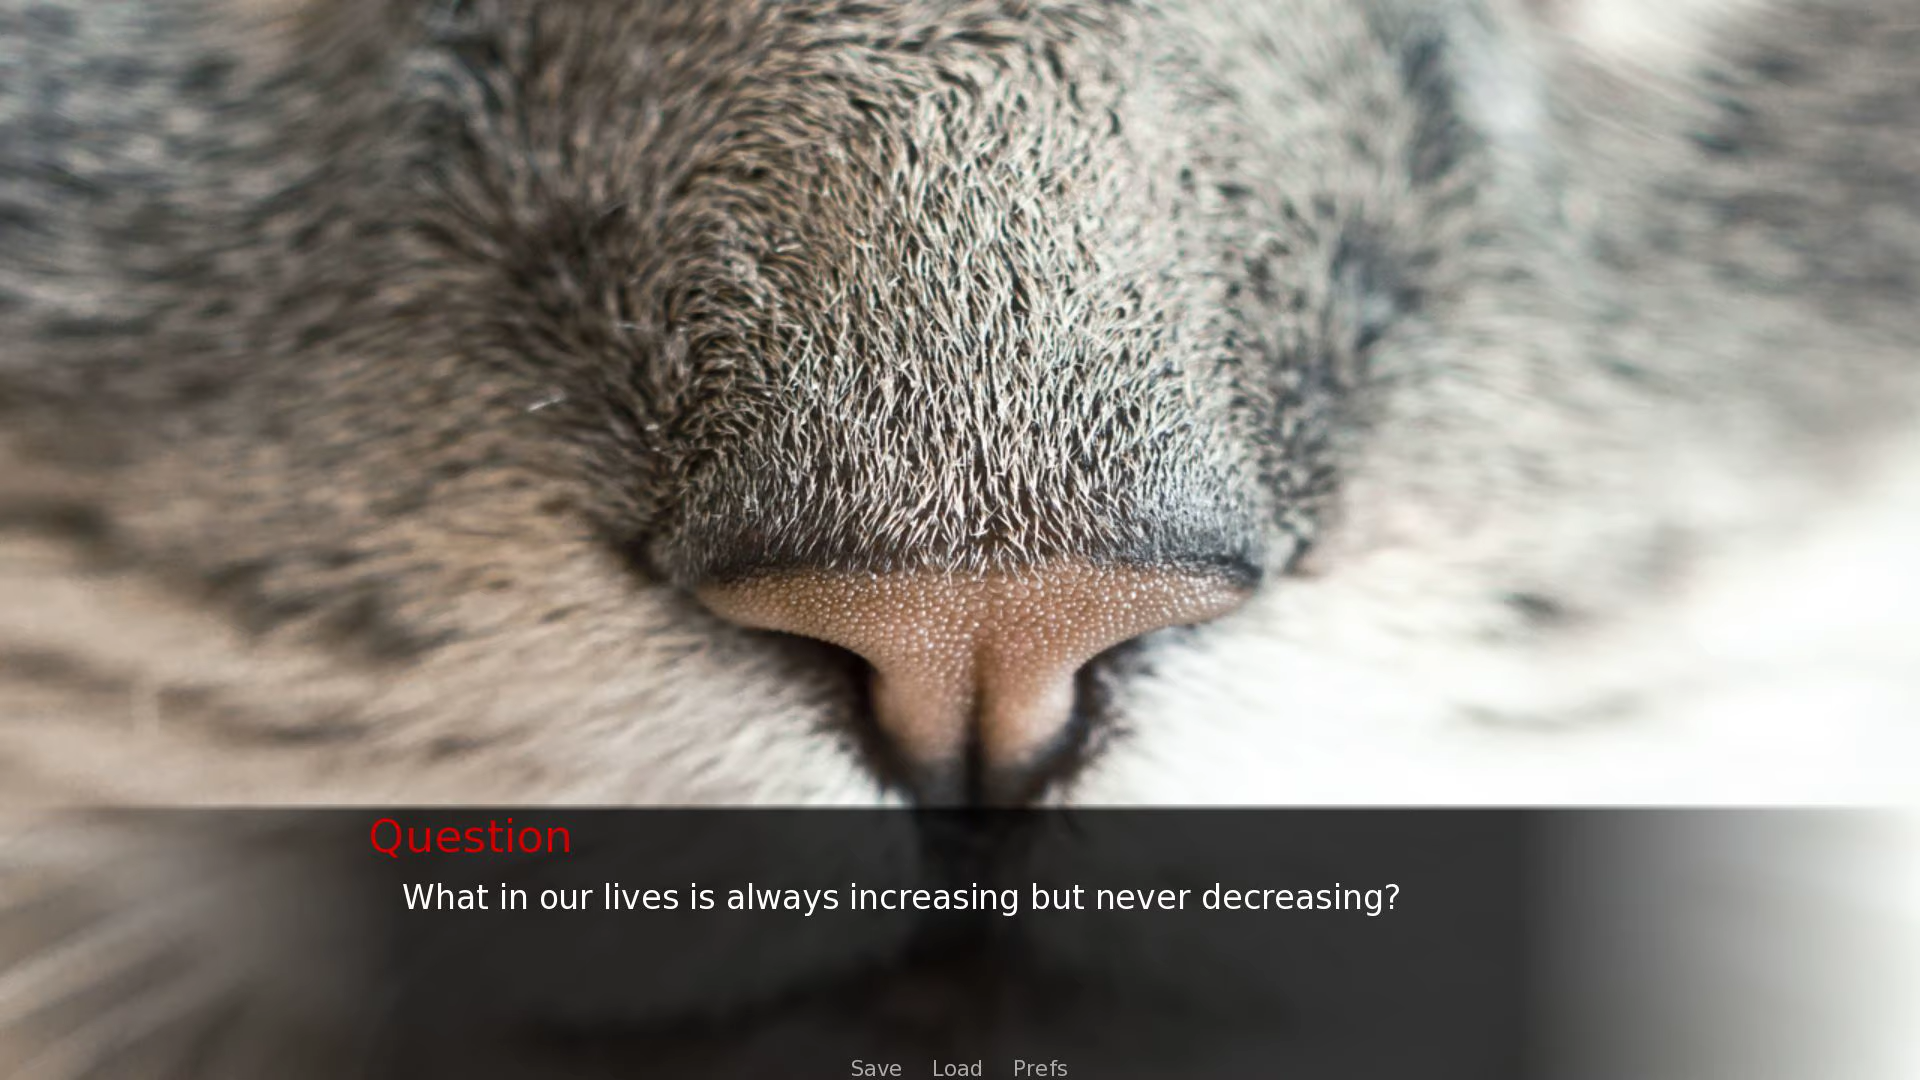 Question
What in our lives is always increasing but never decreasing?
Save Load Prefs